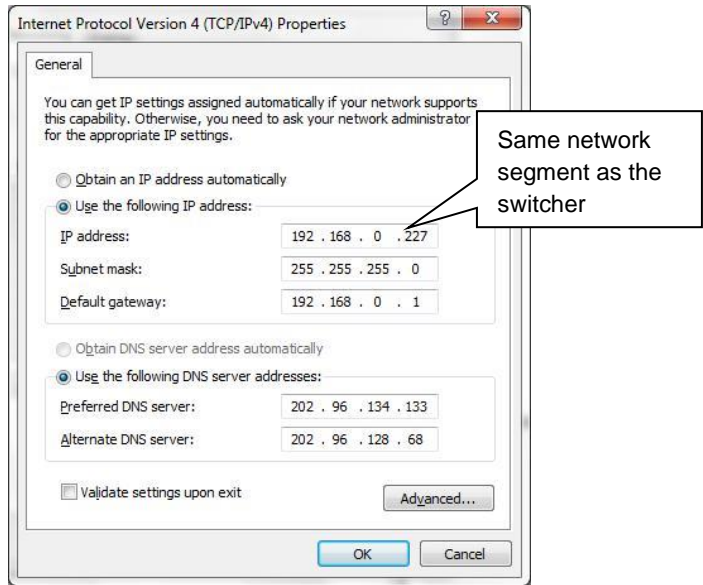 Internet Protocol Version 4 (TCP/IPv4) Properties
General
You can get IP settings assigned automatically if your network supports
this capability. Otherwise, you need to ask your network administrator
for the appropriate IP settings.
Same network
segment as the
switcher
Obtain an IP address automatically
Use the following IP address:
IP address: 192 . 168 . 0 . 227
Subnet mask: 255 . 255 . 255 . 0
Default gateway: 192 . 168 . 0 . 1
Obtain DNS server address automatically
Use the following DNS server addresses:
Preferred DNS server: 202 . 96 . 134 . 133
Alternate DNS server: 202 . 96 . 128 . 68
Validate settings upon exit
Advanced...
OK Cancel